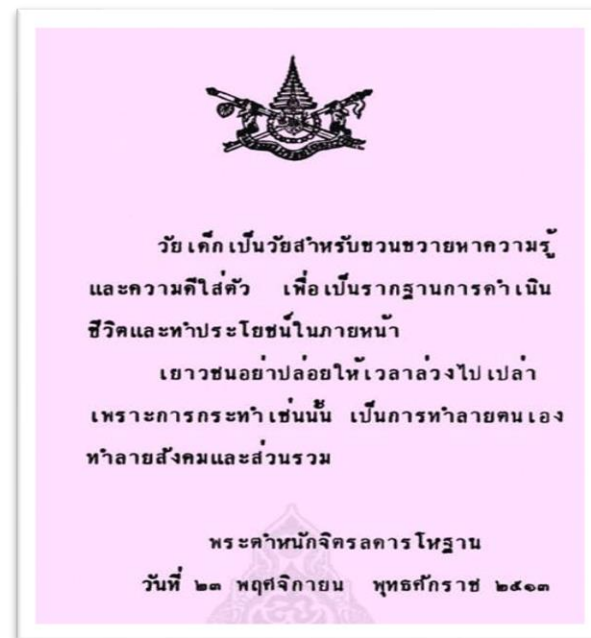 วัยเด็กเป็นวัยสำหรับขวนขวายหาความรู้
และความดีใส่ตัว เพื่อเป็นรากฐานการดำเนิน
ชีวิตและทำประโยชน์ในภายหน้า
เยาวชนอย่าปล่อยให้เวลาล่วงไปเปล่า
เพราะการกระทำเช่นนั้น เป็นการทำลายตนเอง
ทำลายสังคมและส่วนรวม
พระตำหนักจิตรลดารโหฐาน
วันที่ ๒๓ พฤศจิกายน พุทธศักราช ๒๕๑๓